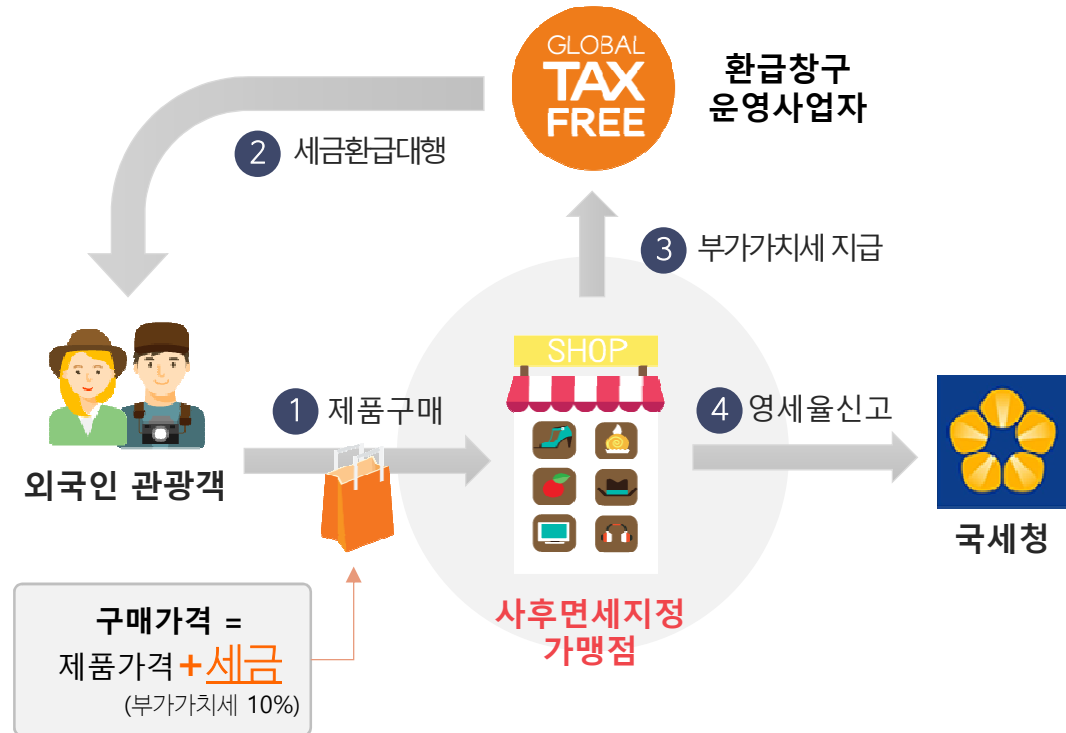 GLOBAL
TAX
FREE
환급창구
운영사업자
2 세금환급대행
3 부가가치세 지급
SHOP
1 제품구매
4 영세율신고
외국인 관광객
국세청
사후면세지정
가맹점
구매가격 =
제품가격+세금
(부가가치세 10%)